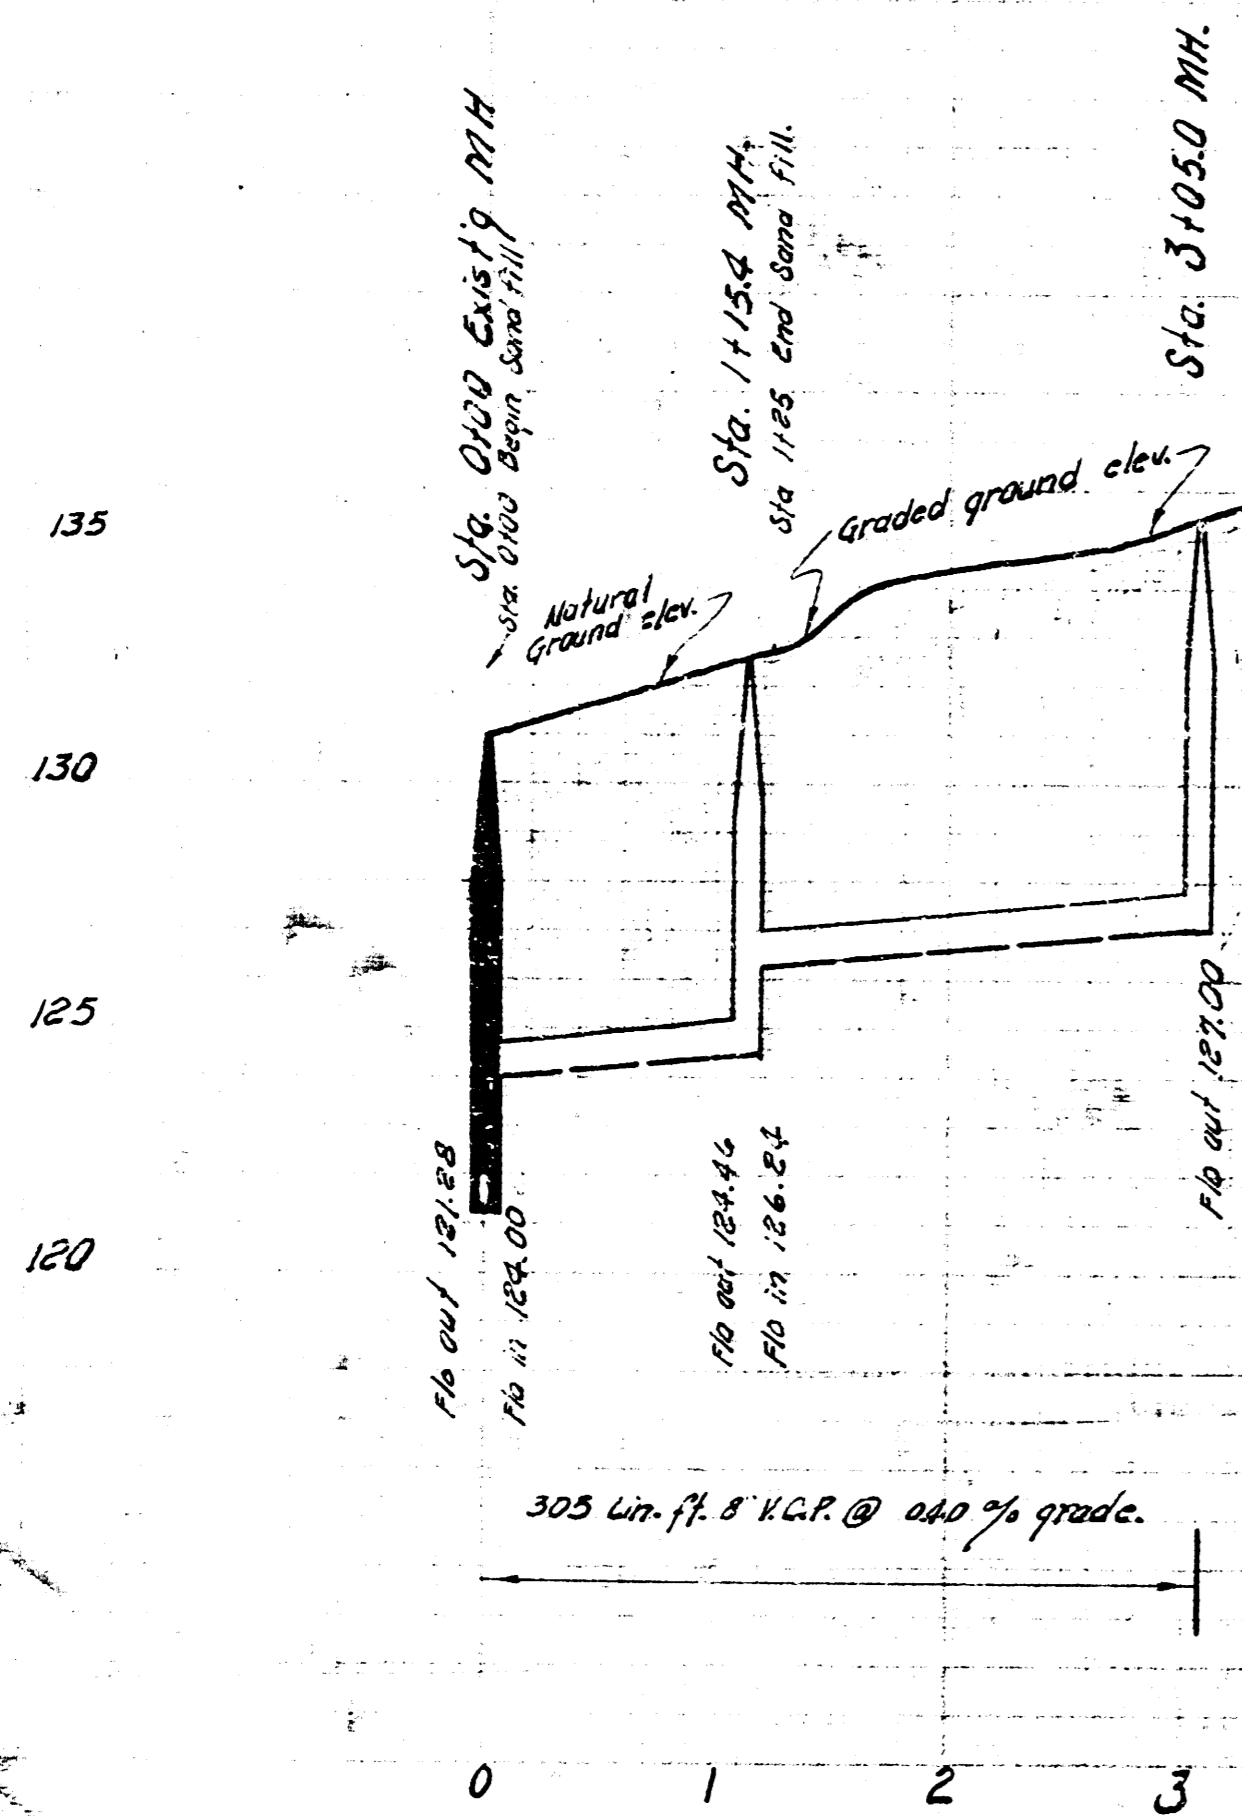 Sta. 0+00 Exist'g MH
Sta. 0+00 Begin Sand fill
Sta. 1+15.4 MH.
Sta 1+25 End Sand Fill.
Sta. 3+05.0 MH.
135
130
125
120
Natural
Ground elev.
Graded ground elev.
Flo out 121.28
Flo in 124.00
Flo out 124.46
Flo in 126.24
Flo out 127.00
305 Lin. ft. 8" V.C.P. @ 0.40 % grade.
0 1 2 3